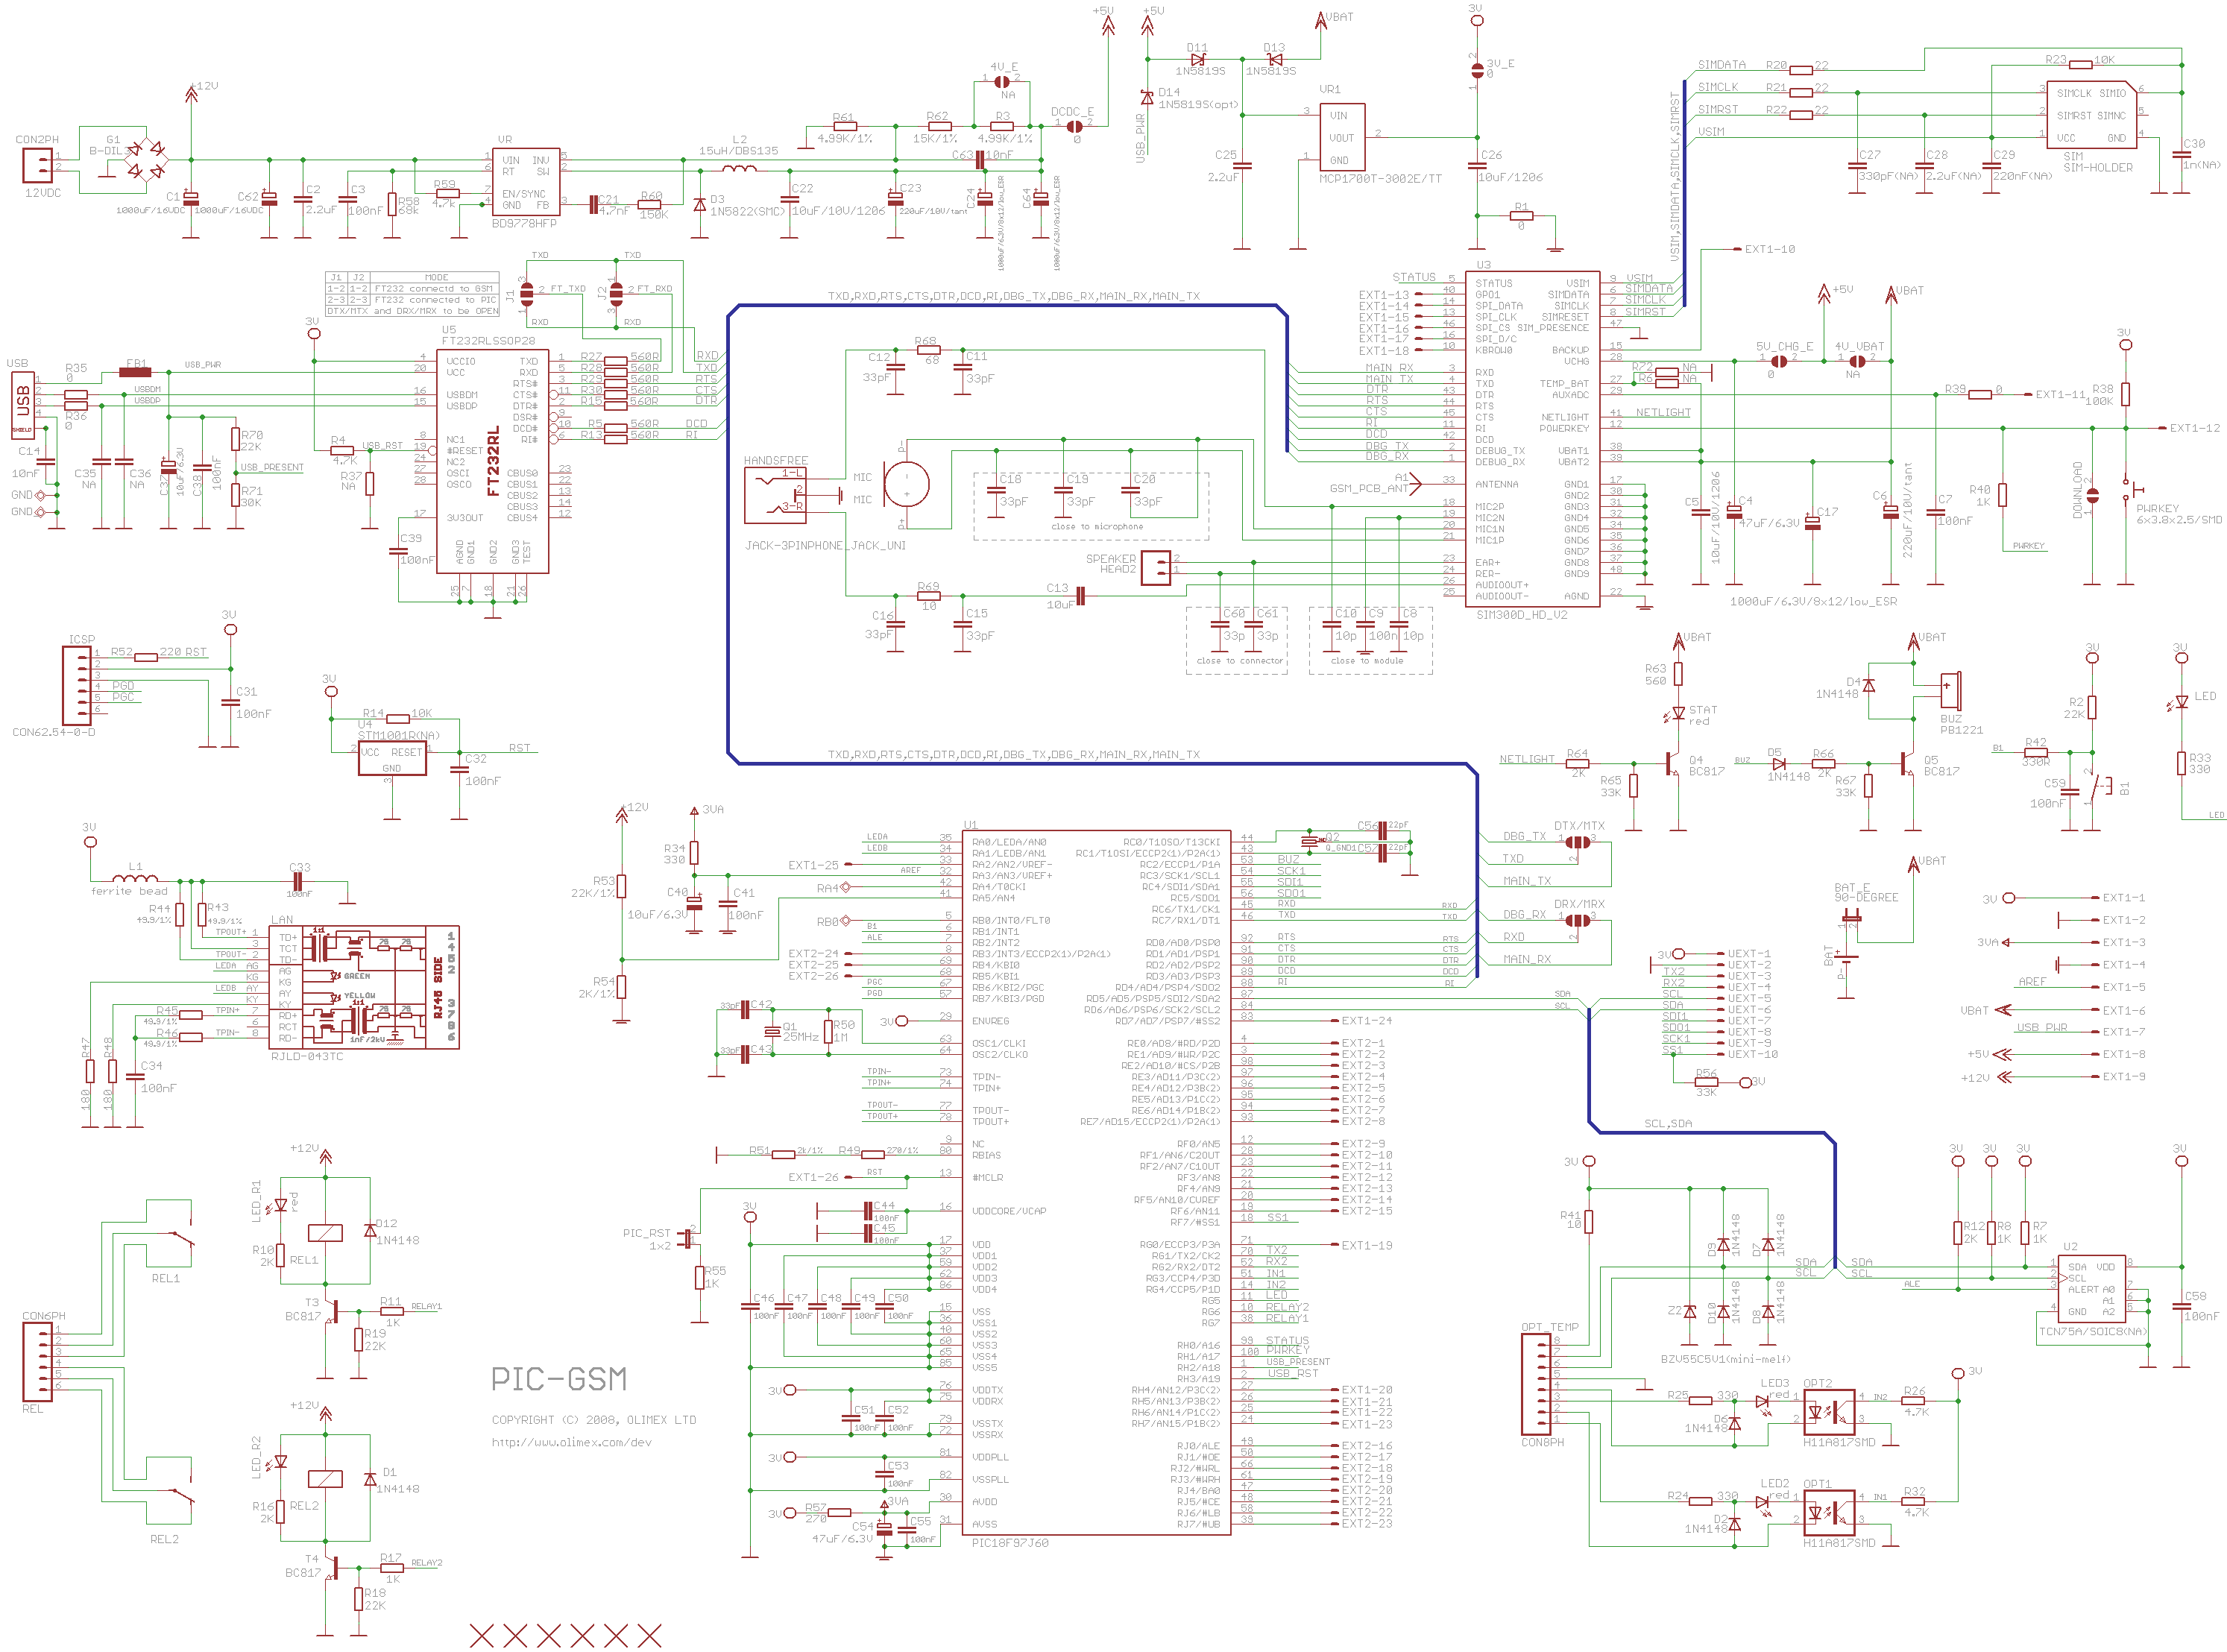 +12V
CON2PH
12VDC
G1
B-DIL
C1
1000uF/16VDC
C62
1000uF/16VDC
C2
2.2uF
C3
100nF
R58
68k
R59
4.7k
VR
VIN INV
RT SW
EN/SYNC
GND FB
BD9778HFP
C21
4.7nF
R60
150K
L2
15uH/DBS135
D3
1N5822(SMC)
C22
10uF/10V/1206
C23
220uF/10V/tant
C24
1000uF/6.3V/8x12/low_ESR
C64
1000uF/6.3V/8x12/low_ESR
C63 10nF
R61
4.99K/1%
R62
15K/1%
R3
4.99K/1%
4V_E
NA
DCDC_E
0
+5V
+5V
USB_PWR
D11
1N5819S
D13
1N5819S
D14
1N5819S(opt)
VBAT
VR1
VIN
VOUT
GND
MCP1700T-3002E/TT
C25
2.2uF
3V
3V_E
0
C26
10uF/1206
R1
0
VSIM,SIMDATA,SIMCLK,SIMRST
SIMDATA R20 22
SIMCLK R21 22
SIMRST R22 22
VSIM
R23 10K
SIMCLK SIMIO
SIMRST SIMNC
VCC GND
SIM
SIM-HOLDER
C27
330pF(NA)
C28
2.2uF(NA)
C29
220nF(NA)
C30
1n(NA)
J1 J2 MODE
1-2 1-2 FT232 connectd to GSM
2-3 2-3 FT232 connected to PIC
DTX/MTX and DRX/MRX to be OPEN
TXD TXD
J1 FT_TXD J2 FT_RXD
RXD RXD
3V
U5
FT232RLSSOP28
VCCIO
VCC
USBDM
USBDP
NC1
#RESET
NC2
OSCI
OSCO
3V3OUT
TXD
RXD
RTS#
CTS#
DTR#
DSR#
DCD#
RI#
CBUS0
CBUS1
CBUS2
CBUS3
CBUS4
AGND
GND1
GND2
GND3
TEST
FT232RL
R27 560R
R28 560R
R29 560R
R30 560R
R15 560R
R5 560R
R13 560R
RXD
TXD
RTS
CTS
DTR
DCD
RI
USB
USB
SHIELD
R35
0
FB1
USB_PWR
USBDM
USBDP
R36
0
C14
10nF
GND
GND
C35
NA
C36
NA
C37
10uF/6.3V
C38
100nF
R70
22K
USB_PRESENT
R71
30K
R4
4.7K
USB_RST
R37
NA
C39
100nF
TXD,RXD,RTS,CTS,DTR,DCD,RI,DBG_TX,DBG_RX,MAIN_RX,MAIN_TX
C12
33pF
R68
68
C11
33pF
HANDSFREE
1-L
2
3-R
JACK-3PINPHONE_JACK_UNI
MIC
MIC
C18
33pF
C19
33pF
C20
33pF
close to microphone
SPEAKER
HEAD2
R69
10
C13
10uF
C16
33pF
C15
33pF
C60 C61
33p 33p
close to connector
C10 C9 C8
10p 100n 10p
close to module
STATUS
EXT1-13
EXT1-14
EXT1-15
EXT1-16
EXT1-17
EXT1-18
MAIN_RX
MAIN_TX
DTR
RTS
CTS
RI
DCD
DBG_TX
DBG_RX
A1
GSM_PCB_ANT
U3
STATUS VSIM
GPO1 SIMDATA
SPI_DATA SIMCLK
SPI_CLK SIMRESET
SPI_CS SIM_PRESENCE
SPI_D/C
KBROW0 BACKUP
VCHG
RXD
TXD TEMP_BAT
DTR AUXADC
RTS
CTS NETLIGHT
RI POWERKEY
DCD
DEBUG_TX VBAT1
DEBUG_RX VBAT2
ANTENNA GND1
GND2
MIC2P GND3
MIC2N GND4
MIC1N GND5
MIC1P GND6
GND7
EAR+ GND8
RER- GND9
AUDIOOUT+
AUDIOOUT- AGND
SIM300D_HD_V2
VSIM
SIMDATA
SIMCLK
SIMRST
EXT1-10
+5V
VBAT
5V_CHG_E
0
4V_VBAT
NA
R72 NA
R6 NA
R39 0 EXT1-11
R38
100K
3V
NETLIGHT
EXT1-12
C5
10uF/10V/1206
C4
47uF/6.3V
C17
1000uF/6.3V/8x12/low_ESR
C6
220uF/10V/tant
C7
100nF
R40
1K
PWRKEY
DOWNLOAD
PWRKEY
6x3.8x2.5/SMD
ICSP
CON62.54-0-D
R52 220 RST
PGD
PGC
3V
C31
100nF
3V
R14 10K
U4
STM1001R(NA)
VCC RESET
GND
RST
C32
100nF
VBAT
R63
560
STAT
red
NETLIGHT R64
2K
R65
33K
Q4
BC817
VBAT
D4
1N4148
BUZ
PB1221
BUZ D5
1N4148
R66
2K
R67
33K
Q5
BC817
3V
R2
22K
B1 R42
330R
C59
100nF
B1
3V
LED
R33
330
LED
3V
L1
ferrite bead
C33
100nF
R44
49.9/1%
R43
49.9/1%
LAN
TPOUT+
TPOUT-
LEDA
LEDB
TPIN+
TPIN-
TD+
TCT
TD-
AG
KG
AY
KY
RD+
RCT
RD-
GREEN
YELLOW
1:1
1:1
1nF/2kV
RJ45 SIDE
RJLD-043TC
R45
49.9/1%
R46
49.9/1%
R47
180
R48
180
C34
100nF
+12V
R53
22K/1%
R54
2K/1%
3VA
R34
330
C40
10uF/6.3V
C41
100nF
AREF
LEDA
LEDB
EXT1-25
RA4
RB0
B1
ALE
EXT2-24
EXT2-25
EXT2-26
PGC
PGD
3V
33pF C42
33pF C43
Q1
25MHz
R50
1M
TPIN-
TPIN+
TPOUT-
TPOUT+
R51 2k/1% R49 270/1%
EXT1-26 RST
PIC_RST
1x2
R55
1K
C44
100nF
C45
100nF
3V
C46 C47 C48 C49 C50
100nF 100nF 100nF 100nF 100nF
3V
C51 C52
100nF 100nF
3V
C53
100nF
3V R57
270
3VA
C54
47uF/6.3V
C55
100nF
U1
RA0/LEDA/AN0
RA1/LEDB/AN1
RA2/AN2/VREF-
RA3/AN3/VREF+
RA4/T0CKI
RA5/AN4
RB0/INT0/FLT0
RB1/INT1
RB2/INT2
RB3/INT3/ECCP2(1)/P2A(1)
RB4/KBI0
RB5/KBI1
RB6/KBI2/PGC
RB7/KBI3/PGD
ENVREG
OSC1/CLKI
OSC2/CLKO
TPIN-
TPIN+
TPOUT-
TPOUT+
NC
RBIAS
#MCLR
VDDCORE/VCAP
VDD
VDD1
VDD2
VDD3
VDD4
VSS
VSS1
VSS2
VSS3
VSS4
VSS5
VDDTX
VDDRX
VSSTX
VSSRX
VDDPLL
VSSPLL
AVDD
AVSS
RC0/T1OSO/T13CKI
RC1/T1OSI/ECCP2(1)/P2A(1)
RC2/ECCP1/P1A
RC3/SCK1/SCL1
RC4/SDI1/SDA1
RC5/SDO1
RC6/TX1/CK1
RC7/RX1/DT1
RD0/AD0/PSP0
RD1/AD1/PSP1
RD2/AD2/PSP2
RD3/AD3/PSP3
RD4/AD4/PSP4/SDO2
RD5/AD5/PSP5/SDI2/SDA2
RD6/AD6/PSP6/SCK2/SCL2
RD7/AD7/PSP7/#SS2
RE0/AD8/#RD/P2D
RE1/AD9/#WR/P2C
RE2/AD10/#CS/P2B
RE3/AD11/P3C(2)
RE4/AD12/P3B(2)
RE5/AD13/P1C(2)
RE6/AD14/P1B(2)
RE7/AD15/ECCP2(1)/P2A(1)
RF0/AN5
RF1/AN6/C2OUT
RF2/AN7/C1OUT
RF3/AN8
RF4/AN9
RF5/AN10/CVREF
RF6/AN11
RF7/#SS1
RG0/ECCP3/P3A
RG1/TX2/CK2
RG2/RX2/DT2
RG3/CCP4/P3D
RG4/CCP5/P1D
RG5
RG6
RG7
RH0/A16
RH1/A17
RH2/A18
RH3/A19
RH4/AN12/P3C(2)
RH5/AN13/P3B(2)
RH6/AN14/P1C(2)
RH7/AN15/P1B(2)
RJ0/ALE
RJ1/#OE
RJ2/#WRL
RJ3/#WRH
RJ4/BA0
RJ5/#CE
RJ6/#LB
RJ7/#UB
PIC18F97J60
Q2
Q_GND1
C56 22pF
C57 22pF
BUZ
SCK1
SDI1
SDO1
RXD
TXD
RTS
CTS
DTR
DCD
RI
EXT1-24
EXT2-1
EXT2-2
EXT2-3
EXT2-4
EXT2-5
EXT2-6
EXT2-7
EXT2-8
EXT2-9
EXT2-10
EXT2-11
EXT2-12
EXT2-13
EXT2-14
EXT2-15
SS1
EXT1-19
TX2
RX2
IN1
IN2
LED
RELAY2
RELAY1
STATUS
PWRKEY
USB_PRESENT
USB_RST
EXT1-20
EXT1-21
EXT1-22
EXT1-23
EXT2-16
EXT2-17
EXT2-18
EXT2-19
EXT2-20
EXT2-21
EXT2-22
EXT2-23
TXD,RXD,RTS,CTS,DTR,DCD,RI,DBG_TX,DBG_RX,MAIN_RX,MAIN_TX
DBG_TX DTX/MTX
TXD
MAIN_TX
DBG_RX DRX/MRX
RXD
MAIN_RX
SDA
SCL
3V UEXT-1
UEXT-2
TX2 UEXT-3
RX2 UEXT-4
SCL UEXT-5
SDA UEXT-6
SDI1 UEXT-7
SDO1 UEXT-8
SCK1 UEXT-9
SS1 UEXT-10
R56
33K
3V
VBAT
BAT_E
90-DEGREE
BAT
3V EXT1-1
EXT1-2
3VA EXT1-3
EXT1-4
AREF EXT1-5
VBAT EXT1-6
USB_PWR EXT1-7
+5V EXT1-8
+12V EXT1-9
SCL,SDA
+12V
LED_R1
red
R10
2K
REL1
D12
1N4148
T3
BC817
R11
1K
RELAY1
R19
22K
REL1
CON6PH
REL
REL2
+12V
LED_R2
R16
2K
REL2
D1
1N4148
T4
BC817
R17
1K
RELAY2
R18
22K
PIC-GSM
COPYRIGHT (C) 2008, OLIMEX LTD
http://www.olimex.com/dev
3V
R41
10
Z2
D9 1N4148
D7 1N4148
D10 1N4148
D8 1N4148
BZV55C5V1(mini-melf)
SDA SDA
SCL SCL
ALE
3V 3V 3V 3V
R12
2K
R8
1K
R7
1K
U2
SDA VDD
SCL
ALERT A0
A1
GND A2
TCN75A/SOIC8(NA)
C58
100nF
OPT_TEMP
CON8PH
R25 330
LED3
red
D6
1N4148
OPT2
H11A817SMD
IN2 R26
4.7K
3V
R24 330
LED2
red
D2
1N4148
OPT1
H11A817SMD
IN1 R32
4.7K